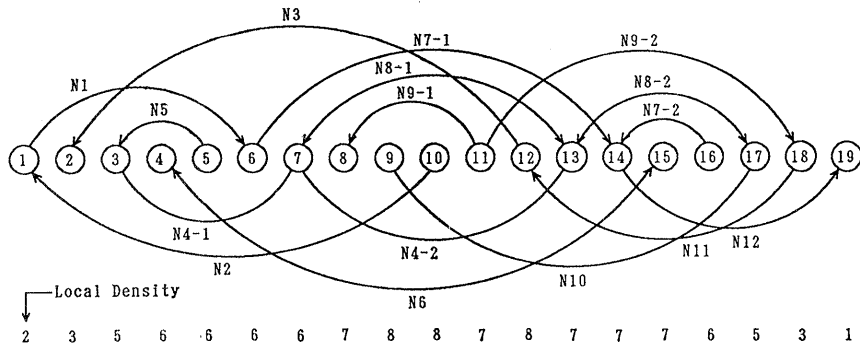 N3
N7-1
N9-2
N8-1
N1
N8-2
N5
N9-1
N7-2
1 2 3 4 5 6 7 8 9 10 11 12 13 14 15 16 17 18 19
N4-1
N12
N2
N4-2
N11
N10
N6
Local Density
2 3 5 6 6 6 6 7 8 8 7 8 7 7 7 6 5 3 1